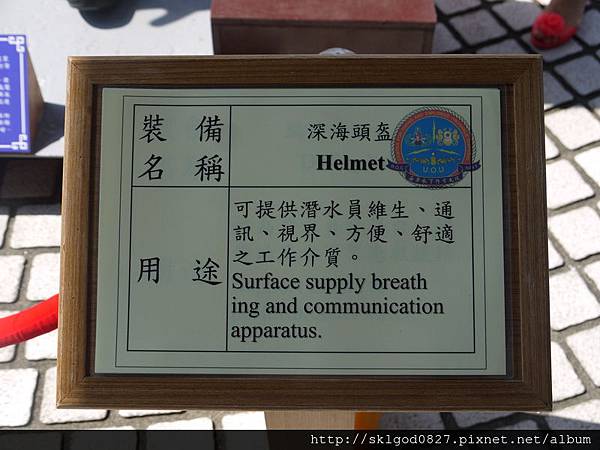 裝備
名稱
深海頭盔
Helmet
U.O.U
用途
可提供潛水員維生、通
訊、視界、方便、舒適
之工作介質。
Surface supply breath
ing and communication
apparatus.
http://sklgod0827.pixnet.net/album